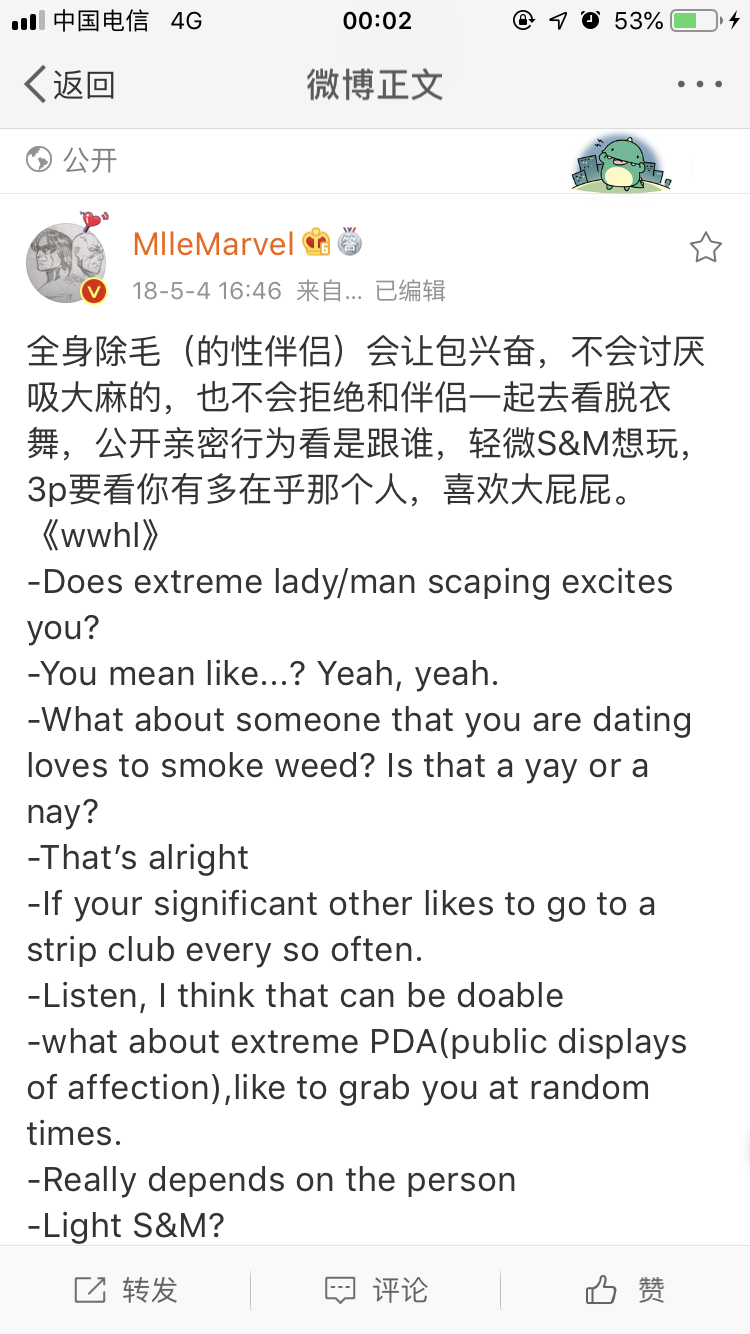 中国电信 4G 00:02 53%
返回 微博正文
公开
MlleMarvel
18-5-4 16:46 来自... 已编辑
全身除毛（的性伴侣）会让包兴奋，不会讨厌
吸大麻的，也不会拒绝和伴侣一起去看脱衣
舞，公开亲密行为看是跟谁，轻微S&M想玩，
3p要看你有多在乎那个人，喜欢大屁屁。
《wwhl》
-Does extreme lady/man scaping excites
you?
-You mean like...? Yeah, yeah.
-What about someone that you are dating
loves to smoke weed? Is that a yay or a
nay?
-That’s alright
-If your significant other likes to go to a
strip club every so often.
-Listen, I think that can be doable
-what about extreme PDA(public displays
of affection),like to grab you at random
times.
-Really depends on the person
-Light S&M?
转发 评论 赞